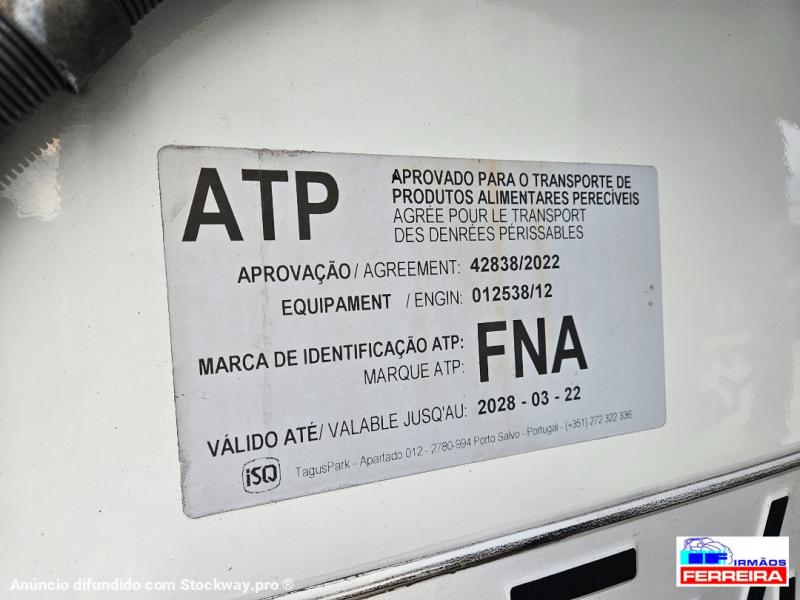 ATP
APROVADO PARA O TRANSPORTE DE
PRODUTOS ALIMENTARES PERECÍVEIS
AGRÉE POUR LE TRANSPORT
DES DENRÉES PÉRISSABLES
APROVAÇÃO / AGREEMENT: 42838/2022
EQUIPAMENT / ENGIN: 012538/12
MARCA DE IDENTIFICAÇÃO ATP:
MARQUE ATP:
FNA
VÁLIDO ATÉ/ VALABLE JUSQ'AU: 2028 - 03 - 22
iSQ
TagusPark - Apartado 012 - 2780-994 Porto Salvo - Portugal - (+351) 272 322 336
Anúncio difundido com Stockway.pro ®
IRMÃOS
FERREIRA